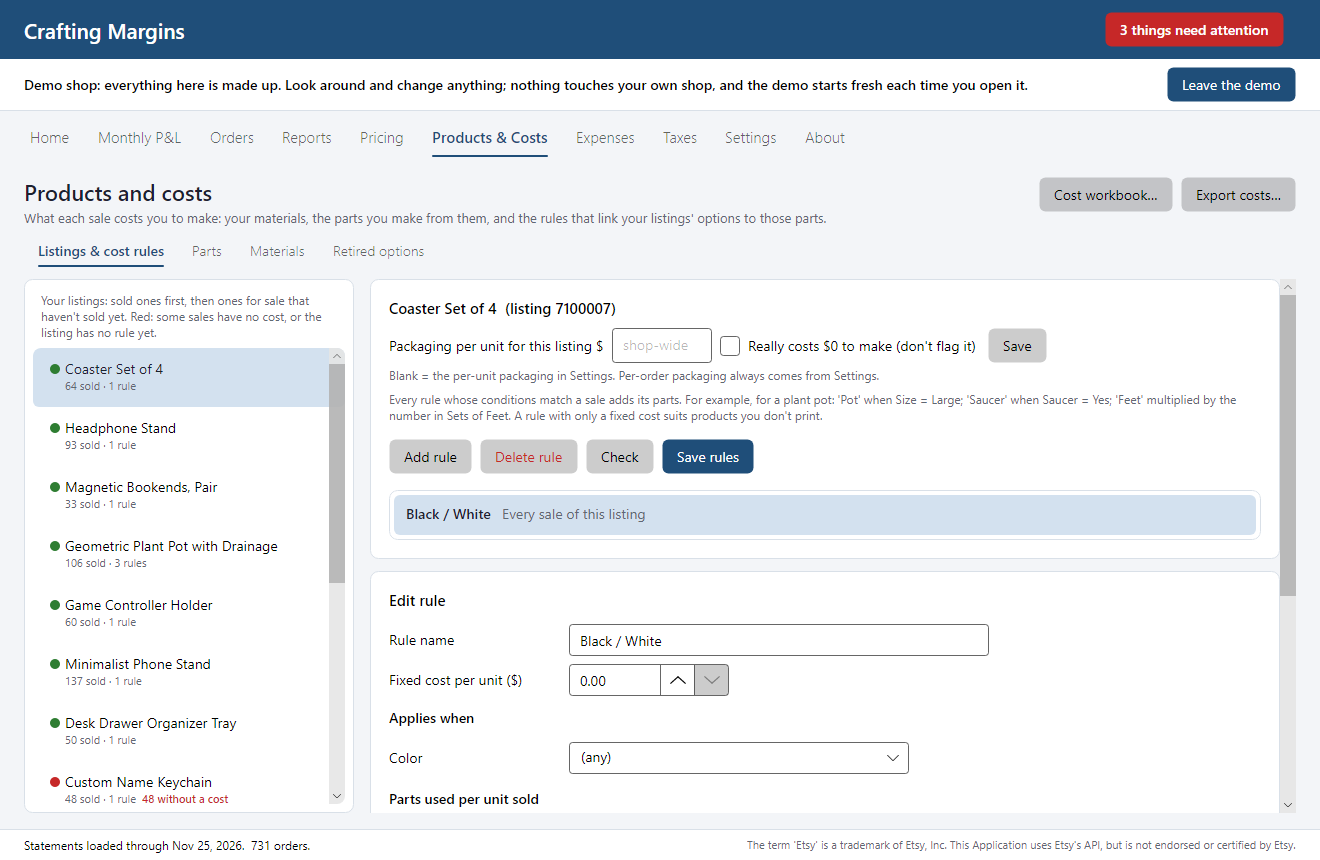 Crafting Margins
3 things need attention
Demo shop: everything here is made up. Look around and change anything; nothing touches your own shop, and the demo starts fresh each time you open it.
Leave the demo
Home Monthly P&L Orders Reports Pricing Products & Costs Expenses Taxes Settings About
Products and costs
What each sale costs you to make: your materials, the parts you make from them, and the rules that link your listings' options to those parts.
Cost workbook...
Export costs...
Listings & cost rules Parts Materials Retired options
Your listings: sold ones first, then ones for sale that
haven't sold yet. Red: some sales have no cost, or the
listing has no rule yet.
Coaster Set of 4
64 sold · 1 rule
Headphone Stand
93 sold · 1 rule
Magnetic Bookends, Pair
33 sold · 1 rule
Geometric Plant Pot with Drainage
106 sold · 3 rules
Game Controller Holder
60 sold · 1 rule
Minimalist Phone Stand
137 sold · 1 rule
Desk Drawer Organizer Tray
50 sold · 1 rule
Custom Name Keychain
48 sold · 1 rule 48 without a cost
Coaster Set of 4 (listing 7100007)
Packaging per unit for this listing $ shop-wide Really costs $0 to make (don't flag it) Save
Blank = the per-unit packaging in Settings. Per-order packaging always comes from Settings.
Every rule whose conditions match a sale adds its parts. For example, for a plant pot: 'Pot' when Size = Large; 'Saucer' when Saucer = Yes; 'Feet' multiplied by the
number in Sets of Feet. A rule with only a fixed cost suits products you don't print.
Add rule Delete rule Check Save rules
Black / White Every sale of this listing
Edit rule
Rule name Black / White
Fixed cost per unit ($) 0.00
Applies when
Color (any)
Parts used per unit sold
Statements loaded through Nov 25, 2026. 731 orders.
The term 'Etsy' is a trademark of Etsy, Inc. This Application uses Etsy's API, but is not endorsed or certified by Etsy.